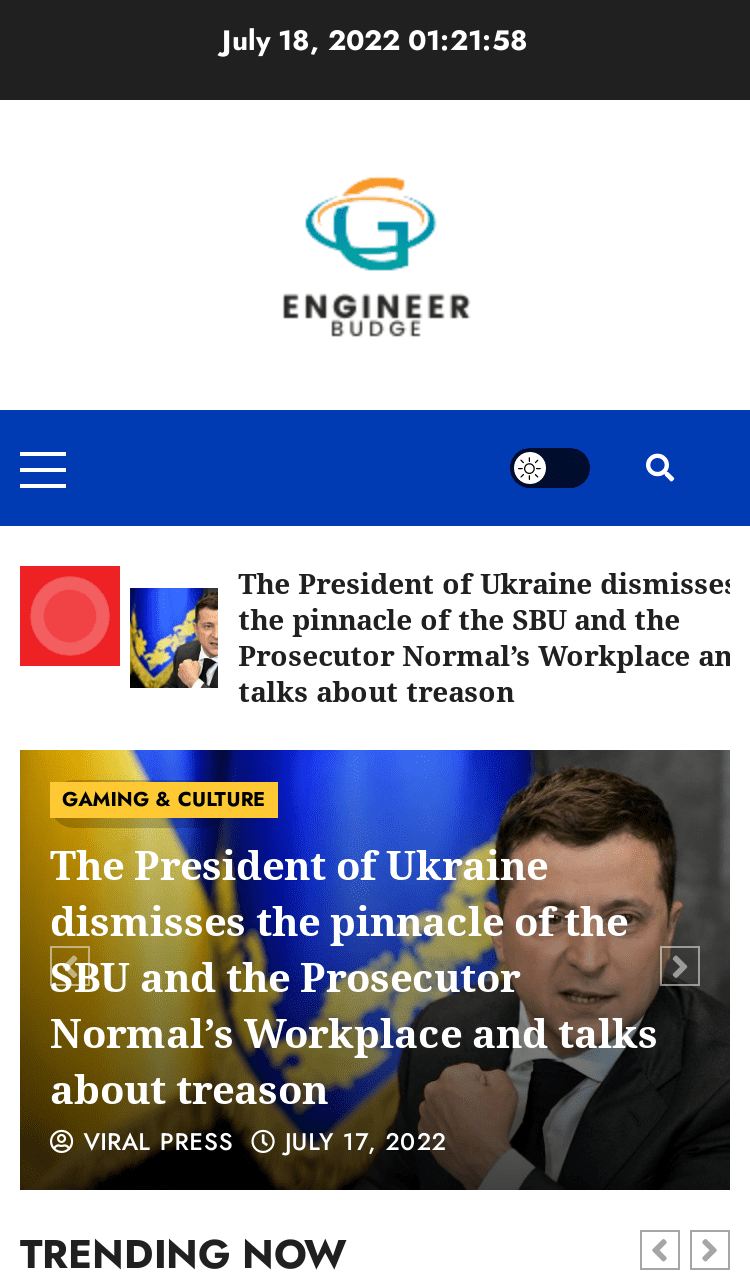 July 18, 2022 01:21:58
ENGINEER
BUDGE
The President of Ukraine dismisses
the pinnacle of the SBU and the
Prosecutor Normal’s Workplace an
talks about treason
GAMING & CULTURE
The President of Ukraine
dismisses the pinnacle of the
SBU and the Prosecutor
Normal’s Workplace and talks
about treason
VIRAL PRESS JULY 17, 2022
TRENDING NOW